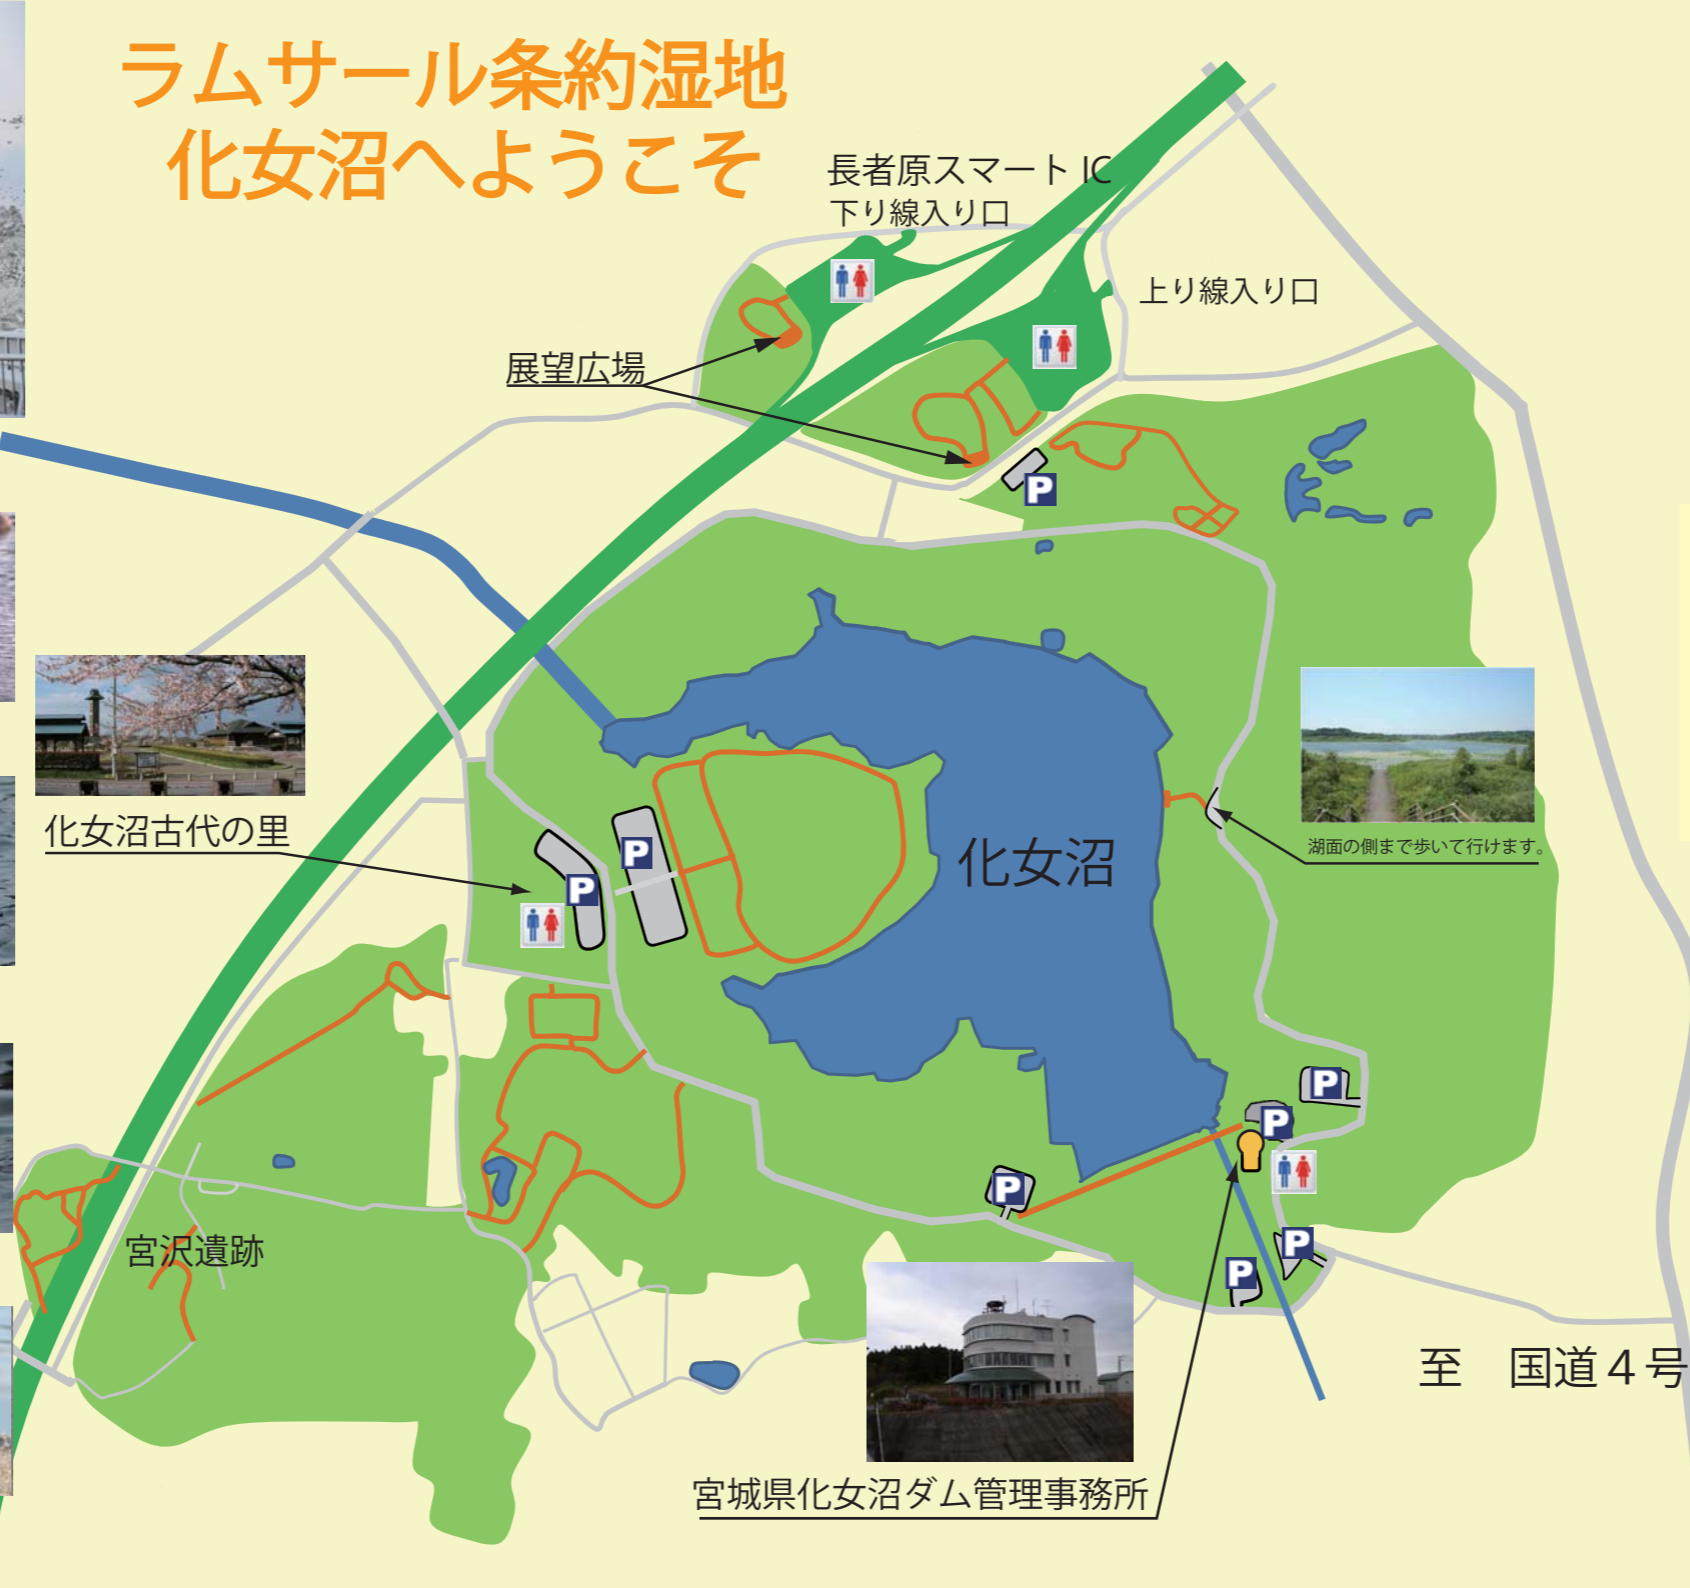 ラムサール条約湿地
化女沼へようこそ
長者原スマート IC
下り線入り口
上り線入り口
展望広場
P
化女沼古代の里
P
P
化女沼
湖面の側まで歩いて行けます。
P
P
P
宮沢遺跡
P
P
至　国道４号
宮城県化女沼ダム管理事務所